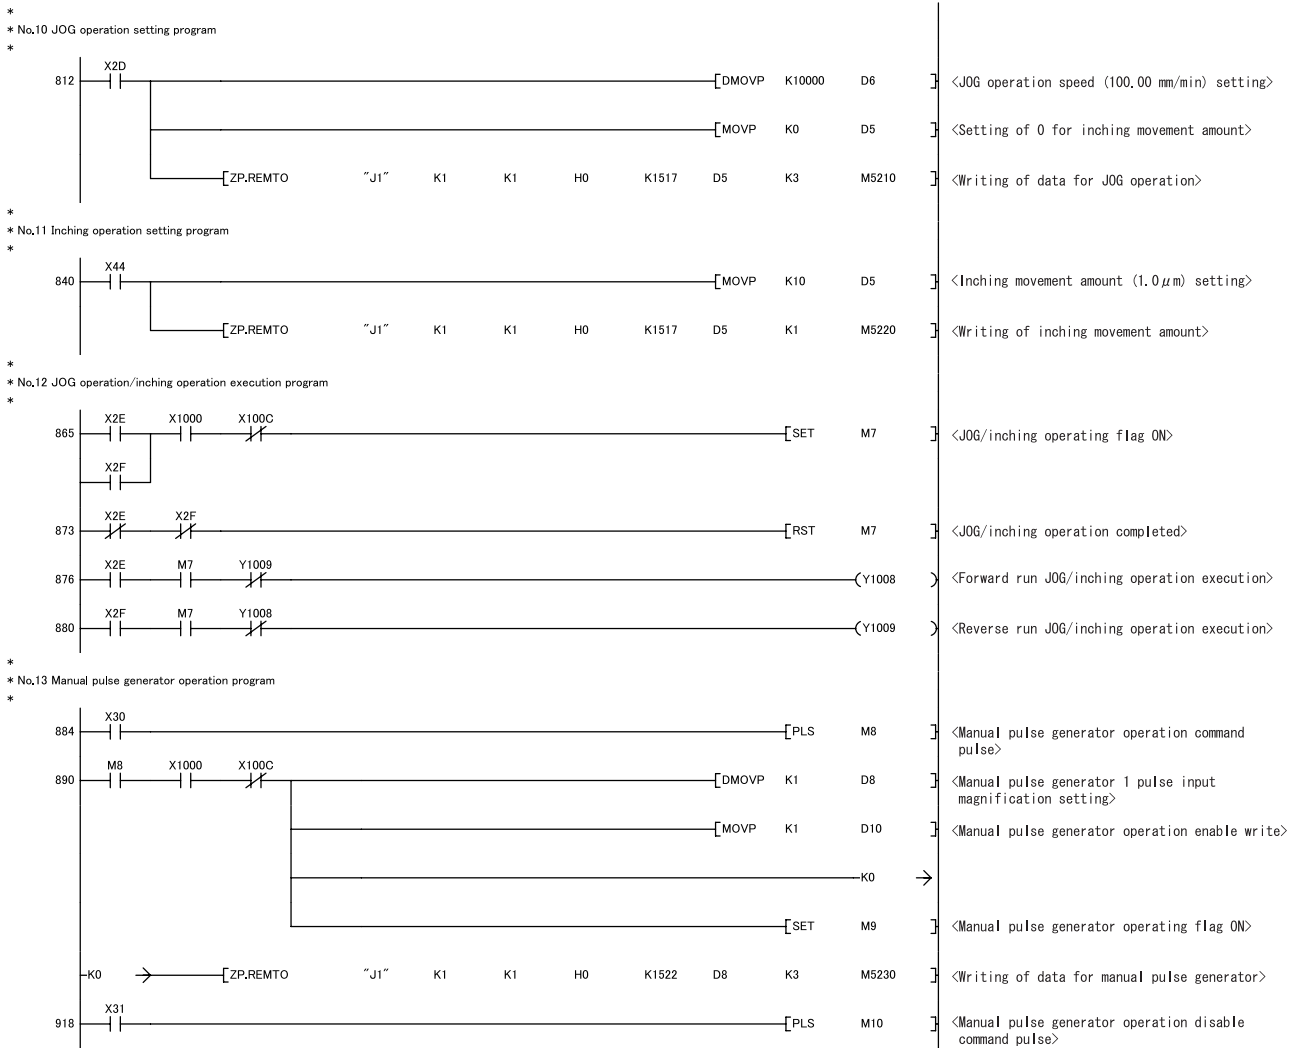 *
* No.10 JOG operation setting program
*
X2D
812 [DMOVP K10000 D6 ] <JOG operation speed (100.00 mm/min) setting>
[MOVP K0 D5 ] <Setting of 0 for inching movement amount>
[ZP.REMTO "J1" K1 K1 H0 K1517 D5 K3 M5210 ] <Writing of data for JOG operation>
*
* No.11 Inching operation setting program
*
X44
840 [MOVP K10 D5 ] <Inching movement amount (1.0μm) setting>
[ZP.REMTO "J1" K1 K1 H0 K1517 D5 K1 M5220 ] <Writing of inching movement amount>
*
* No.12 JOG operation/inching operation execution program
*
X2E X1000 X100C
865 [SET M7 ] <JOG/inching operating flag ON>
X2F
X2E X2F
873 [RST M7 ] <JOG/inching operation completed>
X2E M7 Y1009
876 (Y1008 ) <Forward run JOG/inching operation execution>
X2F M7 Y1008
880 (Y1009 ) <Reverse run JOG/inching operation execution>
*
* No.13 Manual pulse generator operation program
*
X30
884 [PLS M8 ] <Manual pulse generator operation command
pulse>
M8 X1000 X100C
890 [DMOVP K1 D8 ] <Manual pulse generator 1 pulse input
magnification setting>
[MOVP K1 D10 ] <Manual pulse generator operation enable write>
K0
[SET M9 ] <Manual pulse generator operating flag ON>
K0 [ZP.REMTO "J1" K1 K1 H0 K1522 D8 K3 M5230 ] <Writing of data for manual pulse generator>
X31
918 [PLS M10 ] <Manual pulse generator operation disable
command pulse>